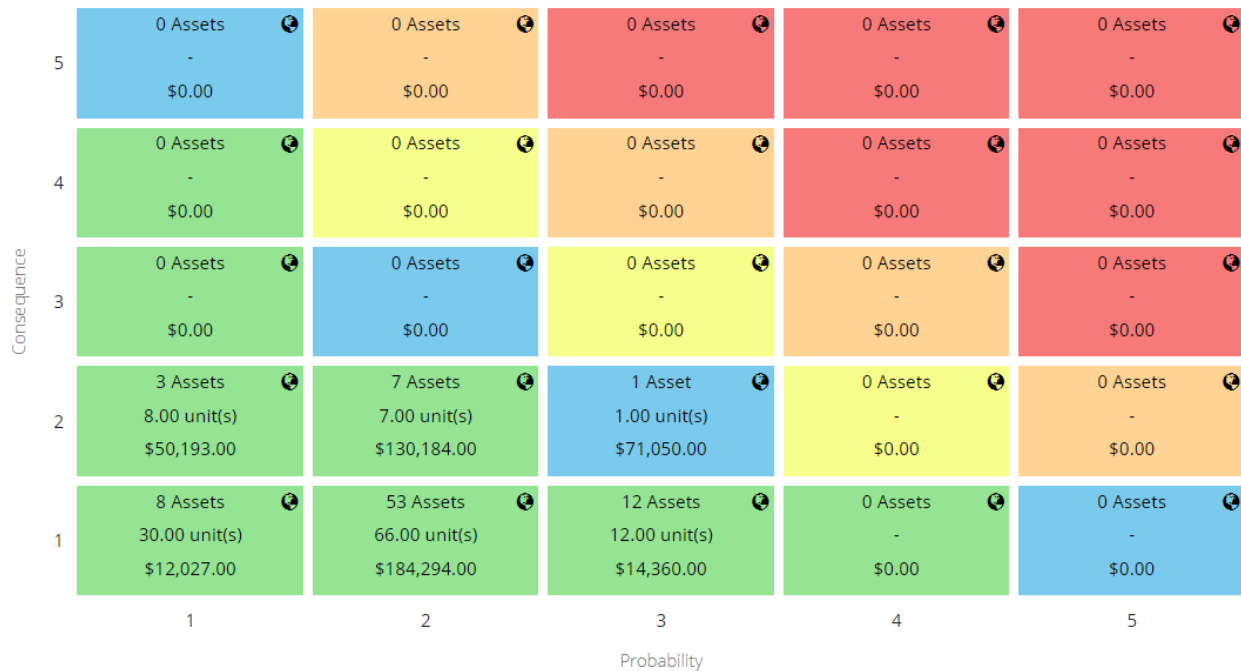 0 Assets 0 Assets 0 Assets 0 Assets 0 Assets
5 - - - - -
$0.00 $0.00 $0.00 $0.00 $0.00
0 Assets 0 Assets 0 Assets 0 Assets 0 Assets
4 - - - - -
$0.00 $0.00 $0.00 $0.00 $0.00
Consequence
0 Assets 0 Assets 0 Assets 0 Assets 0 Assets
3 - - - - -
$0.00 $0.00 $0.00 $0.00 $0.00
3 Assets 7 Assets 1 Asset 0 Assets 0 Assets
2 8.00 unit(s) 7.00 unit(s) 1.00 unit(s) - -
$50,193.00 $130,184.00 $71,050.00 $0.00 $0.00
8 Assets 53 Assets 12 Assets 0 Assets 0 Assets
1 30.00 unit(s) 66.00 unit(s) 12.00 unit(s) - -
$12,027.00 $184,294.00 $14,360.00 $0.00 $0.00
1 2 3 4 5
Probability